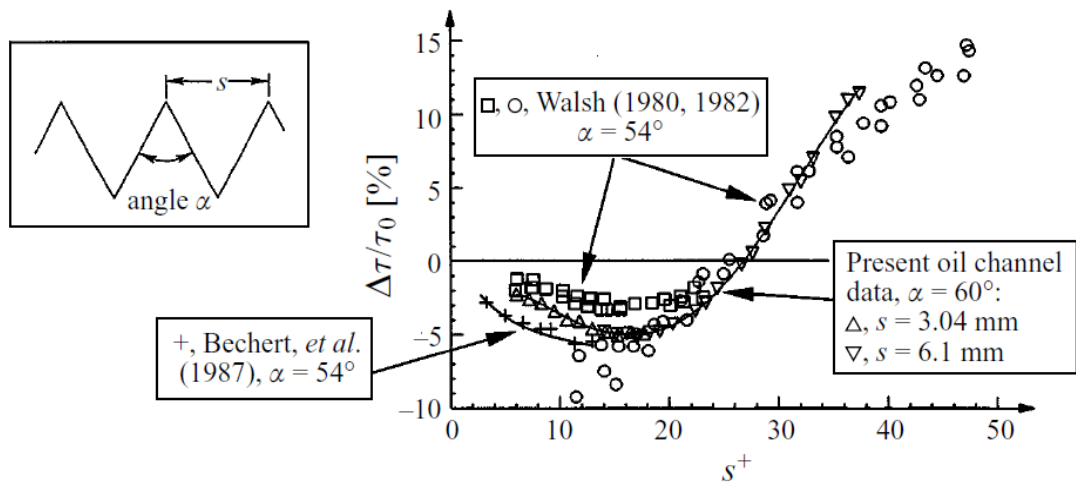 s
angle α
Δτ/τ₀ [%]
15
10
5
0
−5
−10
□, ○, Walsh (1980, 1982)
α = 54°
Present oil channel
data, α = 60°:
△, s = 3.04 mm
▽, s = 6.1 mm
+, Bechert, et al.
(1987), α = 54°
0 10 20 30 40 50
s⁺